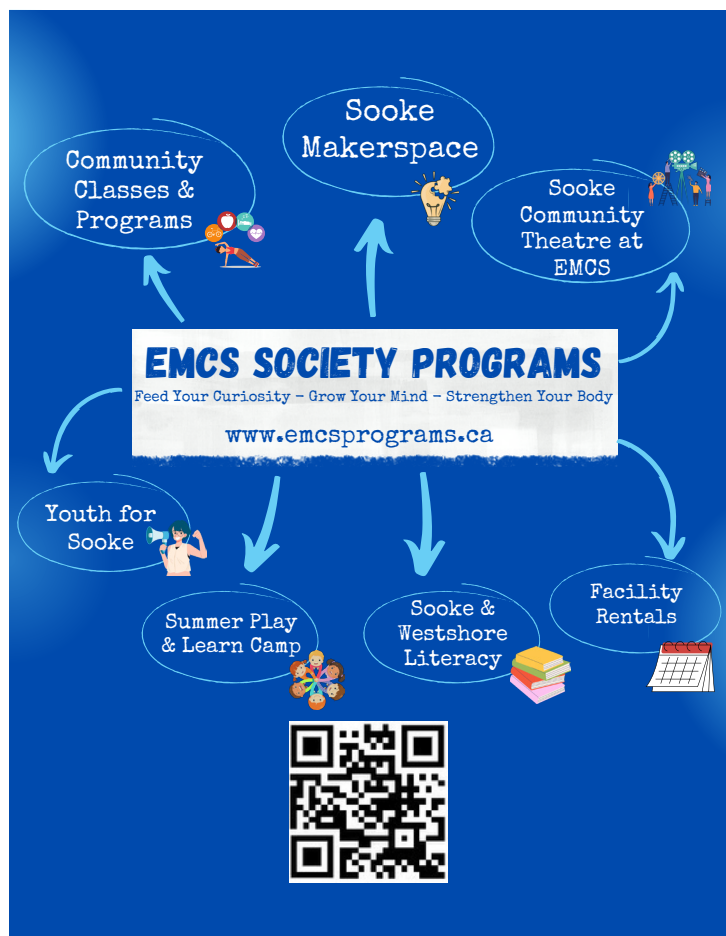 Sooke
Makerspace
Community
Classes &
Programs
Sooke
Community
Theatre at
EMCS
EMCS SOCIETY PROGRAMS
Feed Your Curiosity - Grow Your Mind - Strengthen Your Body
www.emcsprograms.ca
Youth for
Sooke
Summer Play
& Learn Camp
Sooke &
Westshore
Literacy
Facility
Rentals